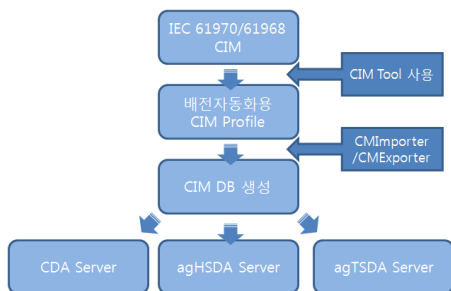 IEC 61970/61968
CIM
CIM Tool 사용
배전자동화용
CIM Profile
CMImporter
/CMExporter
CIM DB 생성
CDA Server
agHSDA Server
agTSDA Server